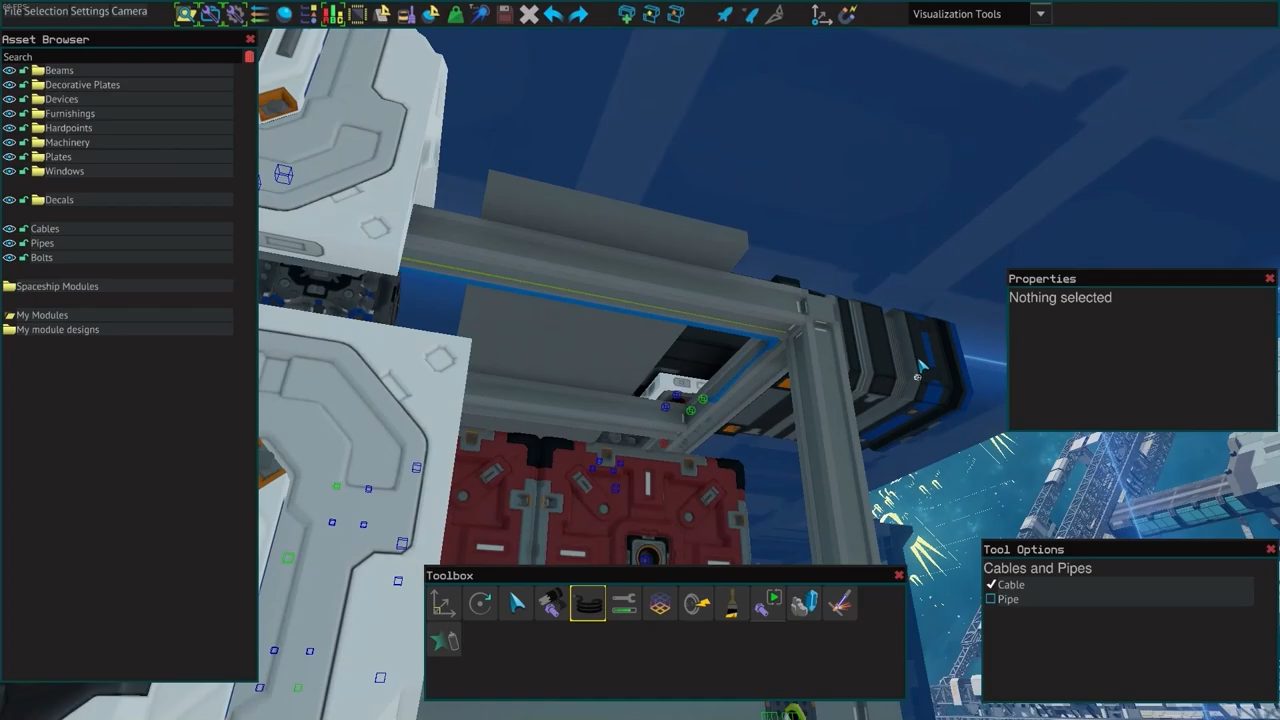 File Selection Settings Camera
Visualization Tools
Asset Browser
Search
Beams
Decorative Plates
Devices
Furnishings
Hardpoints
Machinery
Plates
Windows
Decals
Cables
Pipes
Bolts
Spaceship Modules
My Modules
My module designs
Properties
Nothing selected
Toolbox
Tool Options
Cables and Pipes
Cable
Pipe